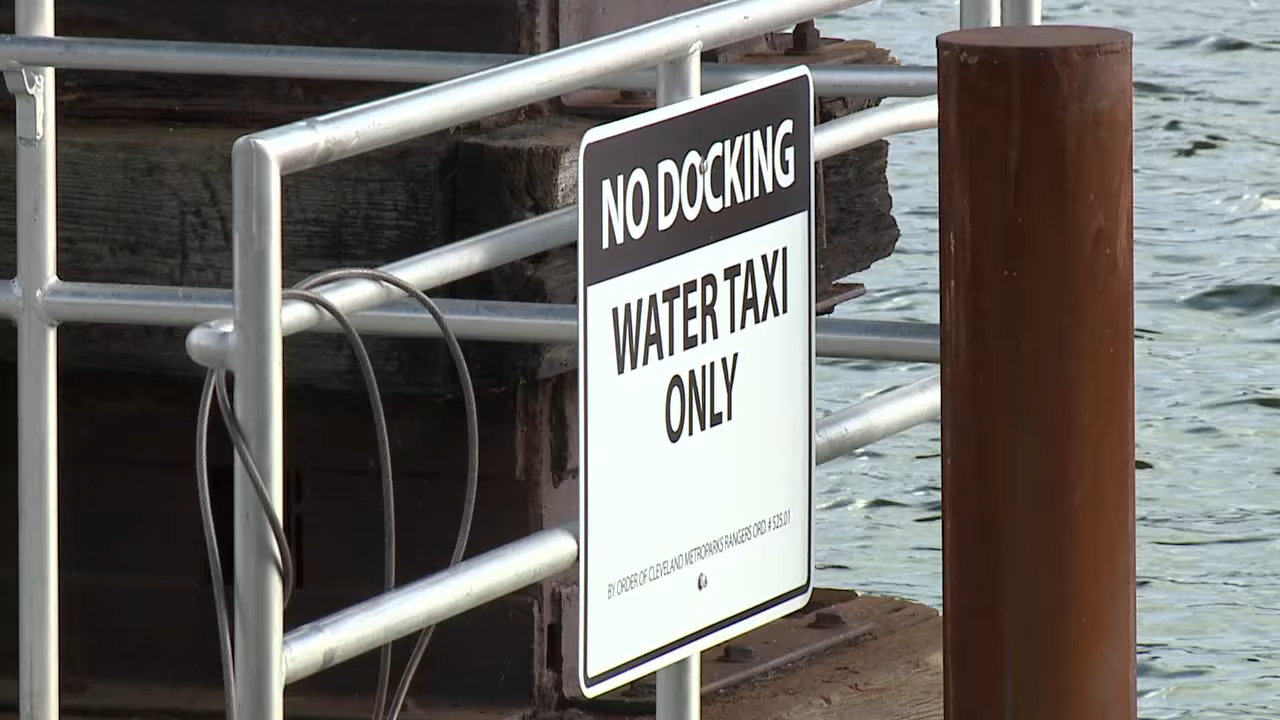 NO DOCKING
WATER TAXI
ONLY
BY ORDER OF CLEVELAND METROPARKS RANGERS ORD. # 525.01